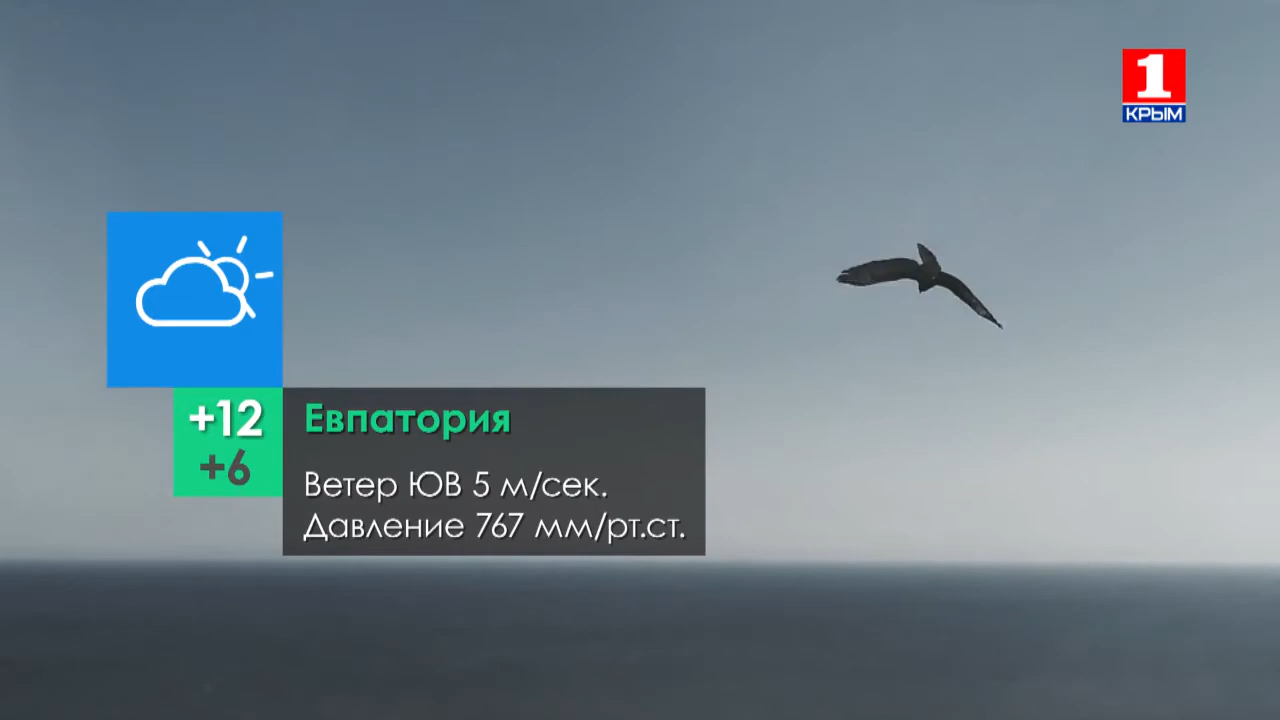 1
КРЫМ
+12
+6
Евпатория
Ветер ЮВ 5 м/сек.
Давление 767 мм/рт.ст.